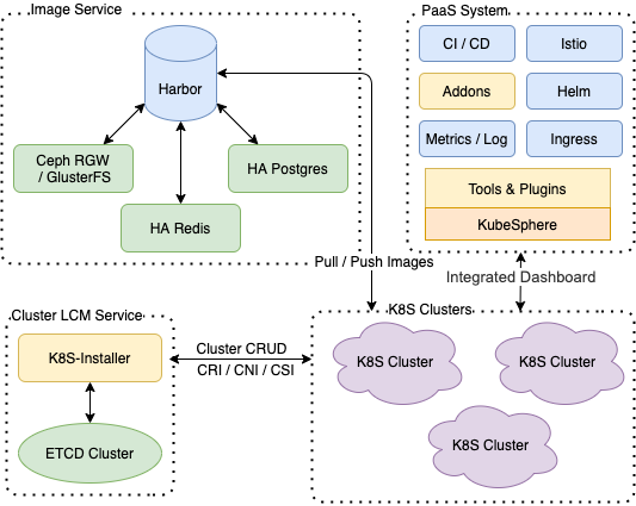 Image Service
Harbor
Ceph RGW
/ GlusterFS
HA Postgres
HA Redis
PaaS System
CI / CD
Istio
Addons
Helm
Metrics / Log
Ingress
Tools & Plugins
KubeSphere
Pull / Push Images
Integrated Dashboard
Cluster LCM Service
K8S-Installer
ETCD Cluster
Cluster CRUD
CRI / CNI / CSI
K8S Clusters
K8S Cluster
K8S Cluster
K8S Cluster